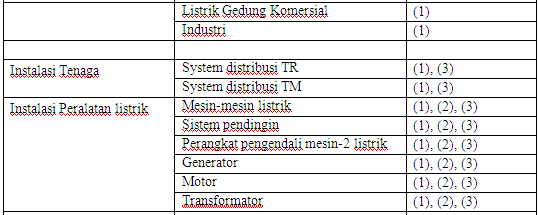 Listrik Gedung Komersial (1)
Industri (1)
Instalasi Tenaga System distribusi TR (1), (3)
System distribusi TM (1), (3)
Instalasi Peralatan listrik Mesin-mesin listrik (1), (2), (3)
Sistem pendingin (1), (2), (3)
Perangkat pengendali mesin-2 listrik (1), (2), (3)
Generator (1), (2), (3)
Motor (1), (2), (3)
Transformator (1), (2), (3)